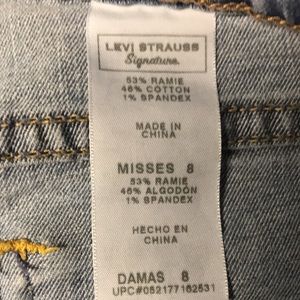 LEVI STRAUSS
Signature.
53% RAMIE
46% COTTON
1% SPANDEX
MADE IN
CHINA
MISSES 8
53% RAMIE
46% ALGODÓN
1% SPANDEX
HECHO EN
CHINA
DAMAS 8
UPC#052177162531